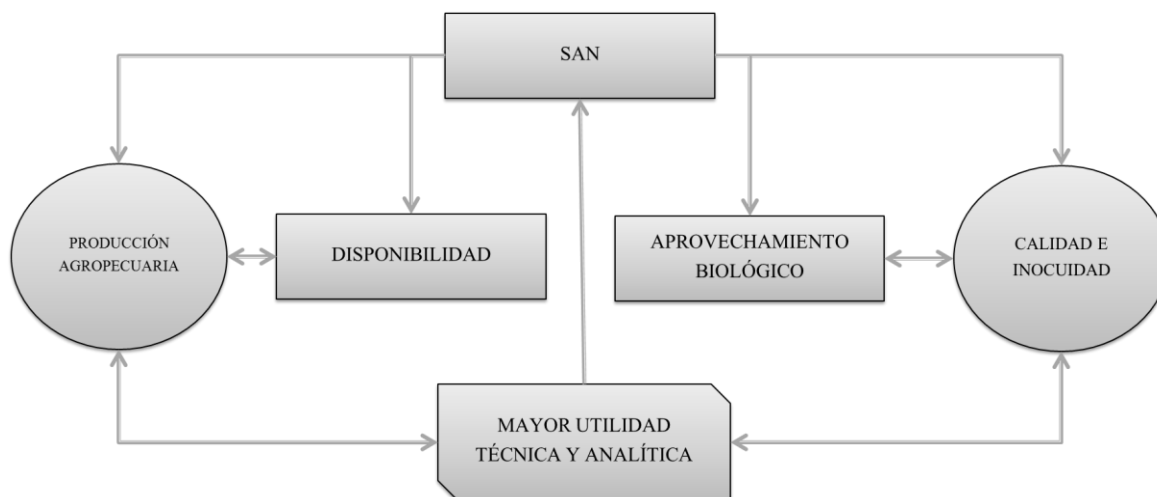 SAN
PRODUCCIÓN
AGROPECUARIA
DISPONIBILIDAD
APROVECHAMIENTO
BIOLÓGICO
CALIDAD E
INOCUIDAD
MAYOR UTILIDAD
TÉCNICA Y ANALÍTICA